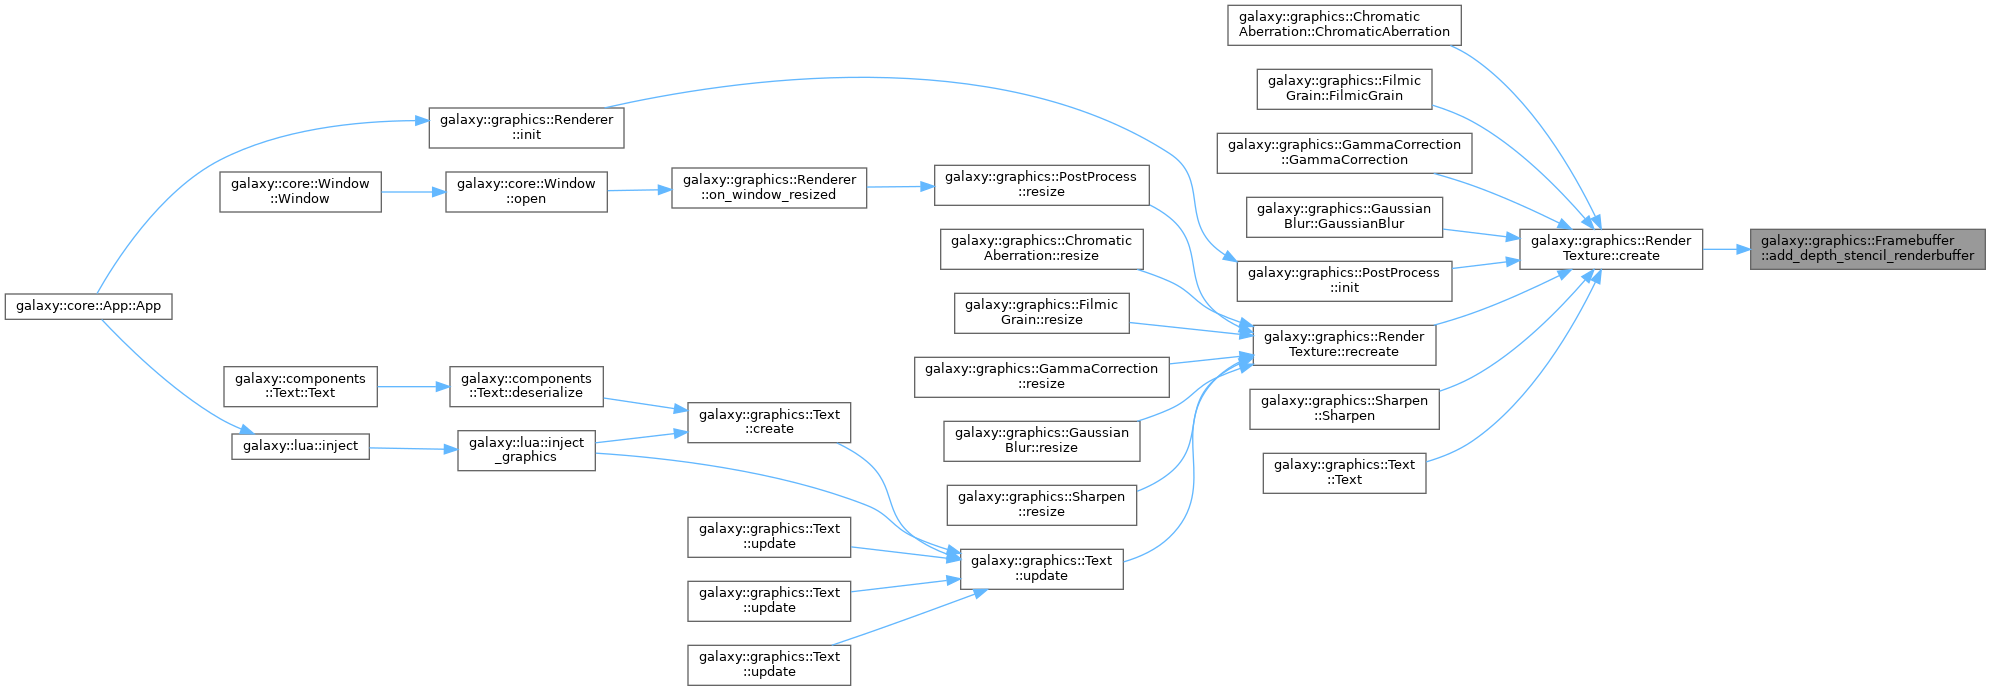 galaxy::graphics::Chromatic
Aberration::ChromaticAberration
galaxy::graphics::Filmic
Grain::FilmicGrain
galaxy::graphics::Renderer
::init
galaxy::graphics::GammaCorrection
::GammaCorrection
galaxy::core::Window
::Window
galaxy::core::Window
::open
galaxy::graphics::Renderer
::on_window_resized
galaxy::graphics::PostProcess
::resize
galaxy::graphics::Gaussian
Blur::GaussianBlur
galaxy::graphics::Chromatic
Aberration::resize
galaxy::graphics::Render
Texture::create
galaxy::graphics::Framebuffer
::add_depth_stencil_renderbuffer
galaxy::graphics::PostProcess
::init
galaxy::core::App::App
galaxy::graphics::Filmic
Grain::resize
galaxy::graphics::Render
Texture::recreate
galaxy::graphics::GammaCorrection
::resize
galaxy::components
::Text::Text
galaxy::components
::Text::deserialize
galaxy::graphics::Text
::create
galaxy::graphics::Sharpen
::Sharpen
galaxy::lua::inject
galaxy::lua::inject
_graphics
galaxy::graphics::Gaussian
Blur::resize
galaxy::graphics::Text
::Text
galaxy::graphics::Sharpen
::resize
galaxy::graphics::Text
::update
galaxy::graphics::Text
::update
galaxy::graphics::Text
::update
galaxy::graphics::Text
::update